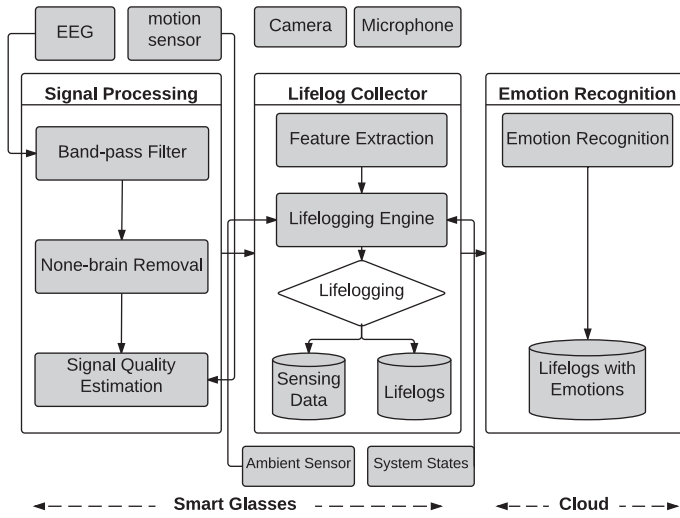 EEG
motion
sensor
Camera
Microphone
Signal Processing
Lifelog Collector
Emotion Recognition
Band-pass Filter
Feature Extraction
Emotion Recognition
Lifelogging Engine
None-brain Removal
Lifelogging
Signal Quality
Estimation
Sensing
Data
Lifelogs
Lifelogs with
Emotions
Ambient Sensor
System States
Smart Glasses
Cloud